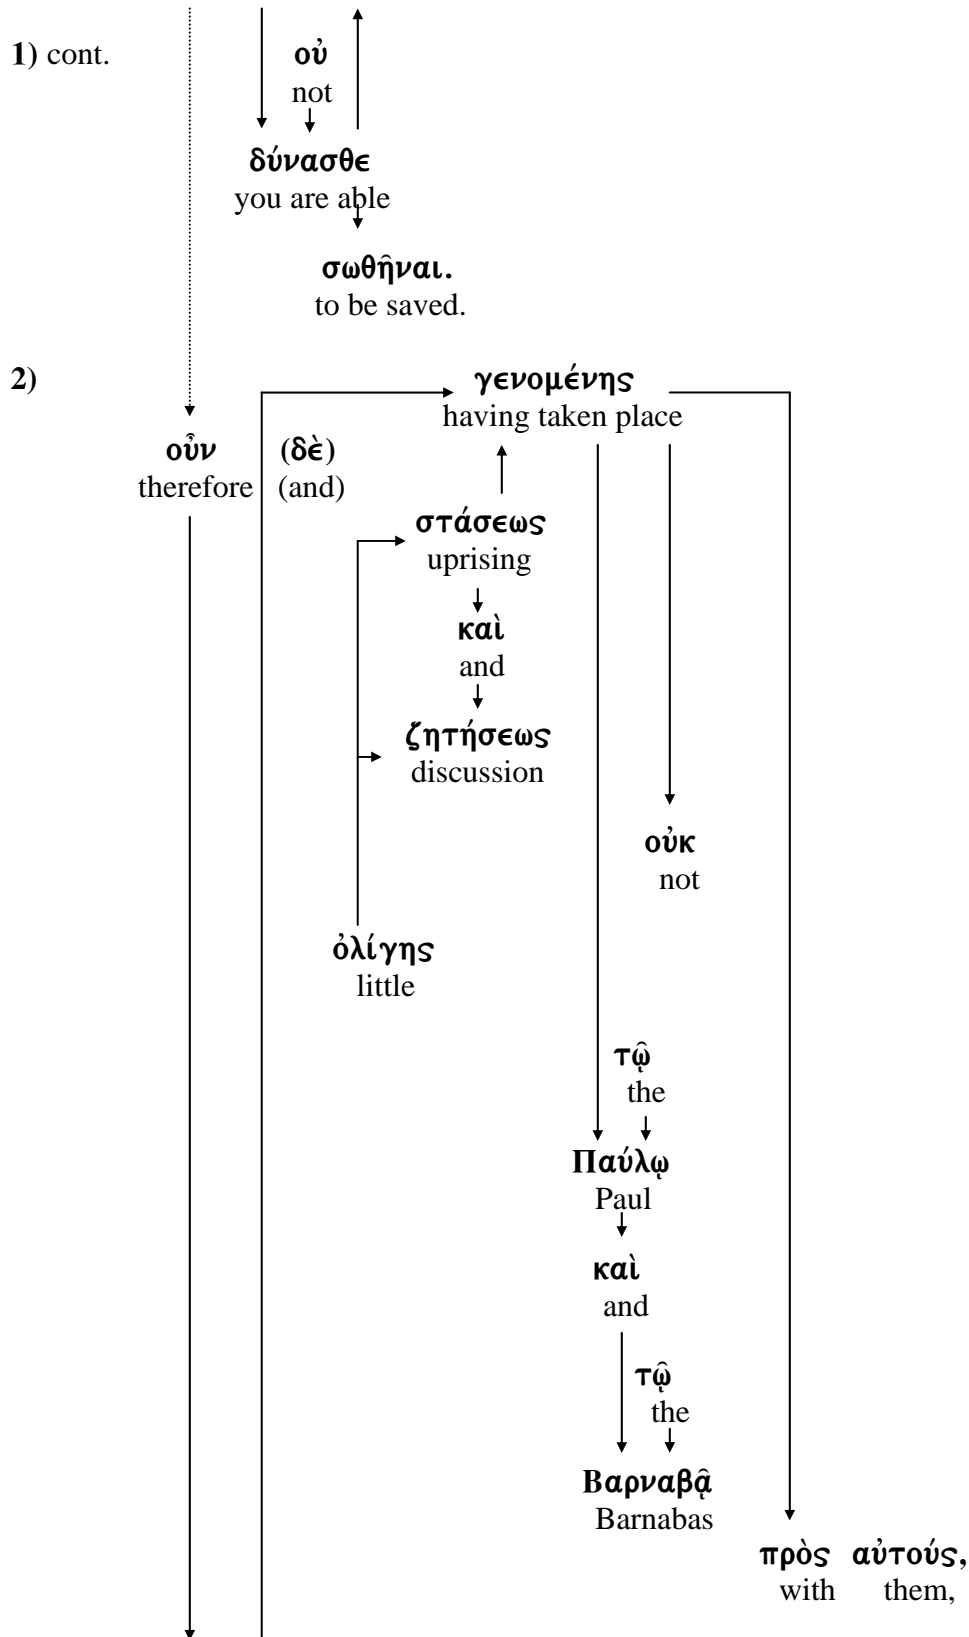 1) cont.
οὐ
not
δύνασθε
you are able
σωθῆναι.
to be saved.
2)
γενομένης
having taken place
οὖν (δὲ)
therefore (and)
στάσεως
uprising
καὶ
and
ζητήσεως
discussion
οὐκ
not
ὀλίγης
little
τῷ
the
Παύλῳ
Paul
καὶ
and
τῷ
the
Βαρναβᾷ
Barnabas
πρὸς αὐτούς,
with them,